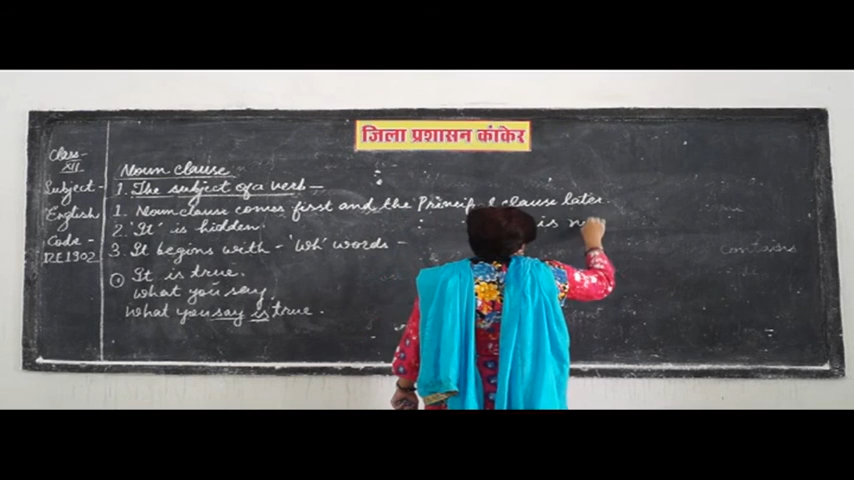 जिला प्रशासन कांकेर
Class-
XII
Subject-
English
Code-
12E1302
Noun clause
1. The subject of a verb-
1. Noun clause comes first and the Principal clause later
2. 'It' is hidden.
is
3. It begins with - 'Wh' words -
① It is true.
What you say.
What you say is true.
contains